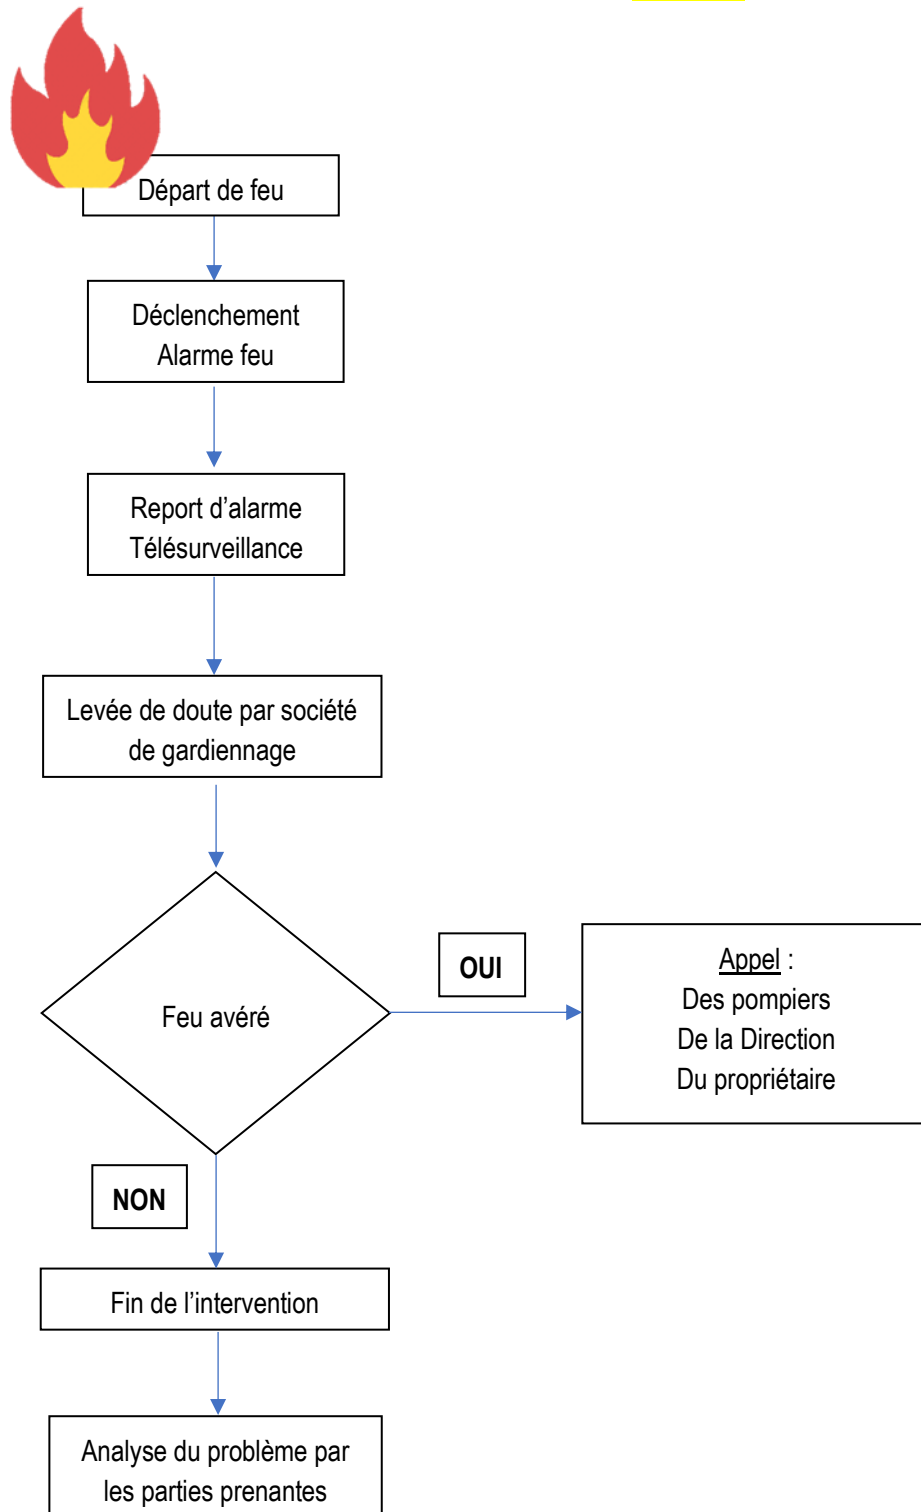 Départ de feu
Déclenchement
Alarme feu
Report d’alarme
Télésurveillance
Levée de doute par société
de gardiennage
Feu avéré
OUI
Appel :
Des pompiers
De la Direction
Du propriétaire
NON
Fin de l’intervention
Analyse du problème par
les parties prenantes